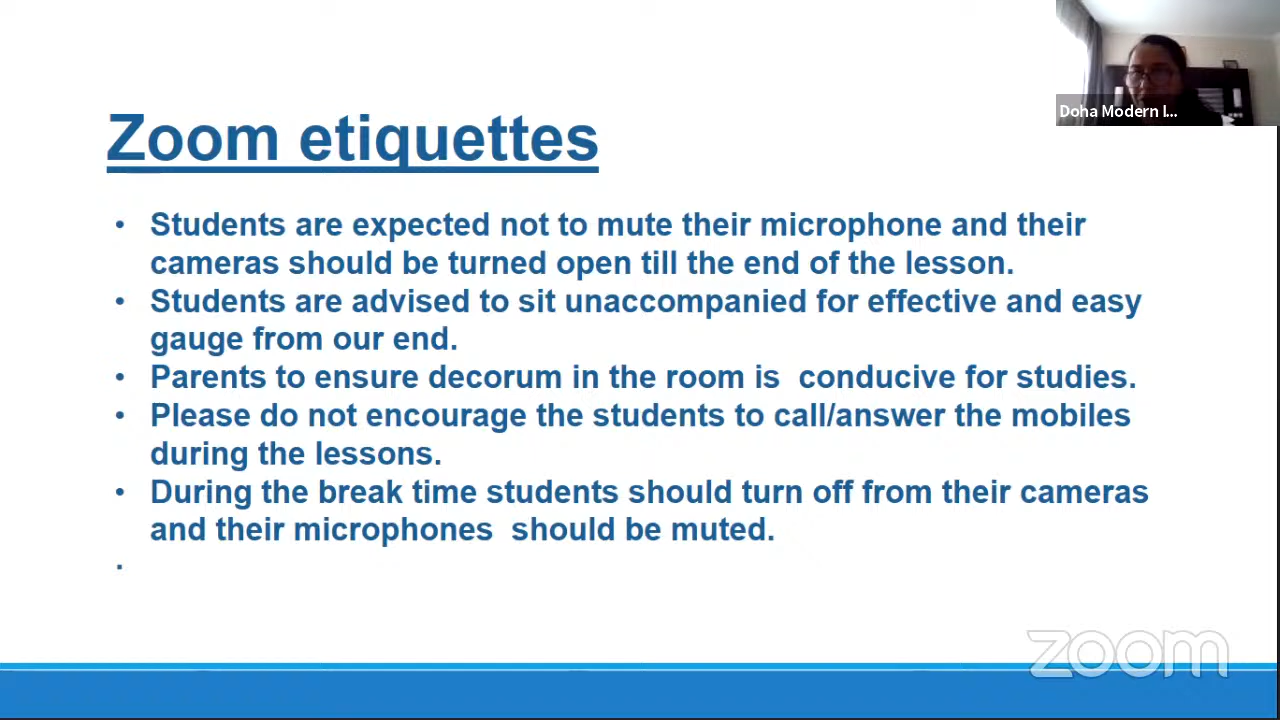 Doha Modern I...
Zoom etiquettes
• Students are expected not to mute their microphone and their
cameras should be turned open till the end of the lesson.
• Students are advised to sit unaccompanied for effective and easy
gauge from our end.
• Parents to ensure decorum in the room is  conducive for studies.
• Please do not encourage the students to call/answer the mobiles
during the lessons.
• During the break time students should turn off from their cameras
and their microphones  should be muted.
.
zoom